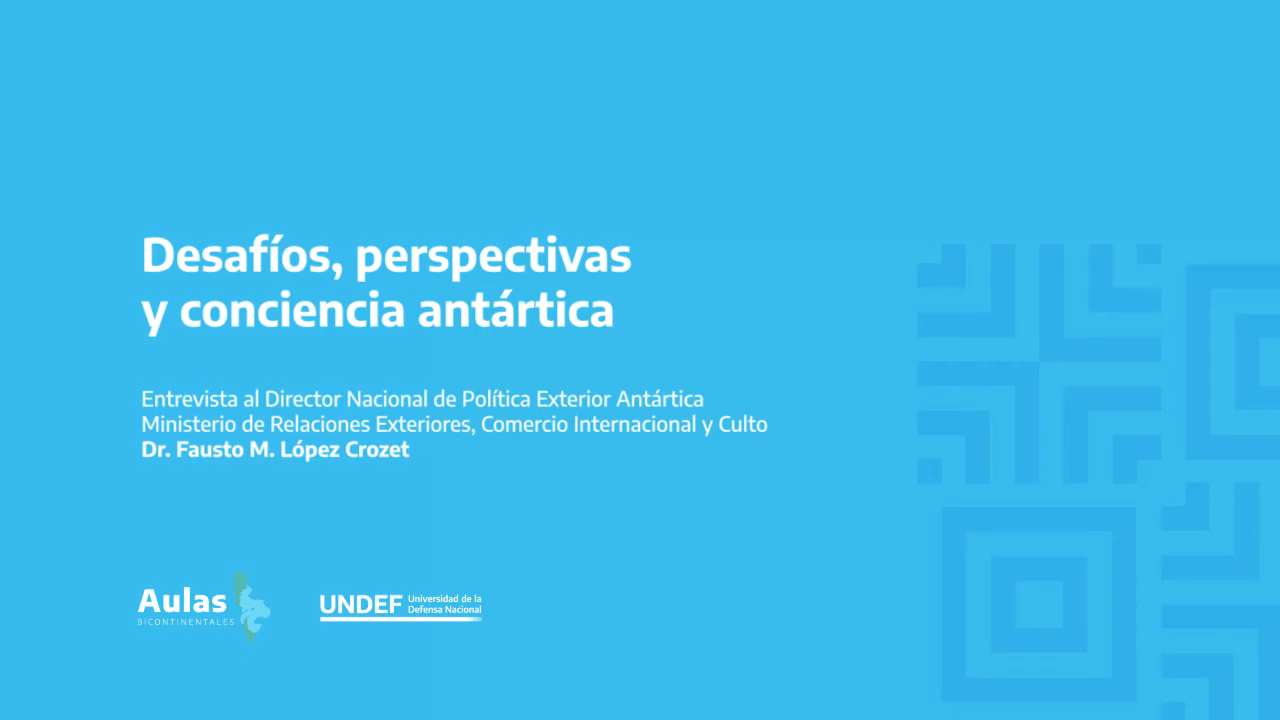 Desafíos, perspectivas
y conciencia antártica
Entrevista al Director Nacional de Política Exterior Antártica
Ministerio de Relaciones Exteriores, Comercio Internacional y Culto
Dr. Fausto M. López Crozet
Aulas
BICONTINENTALES
UNDEF
Universidad de la
Defensa Nacional